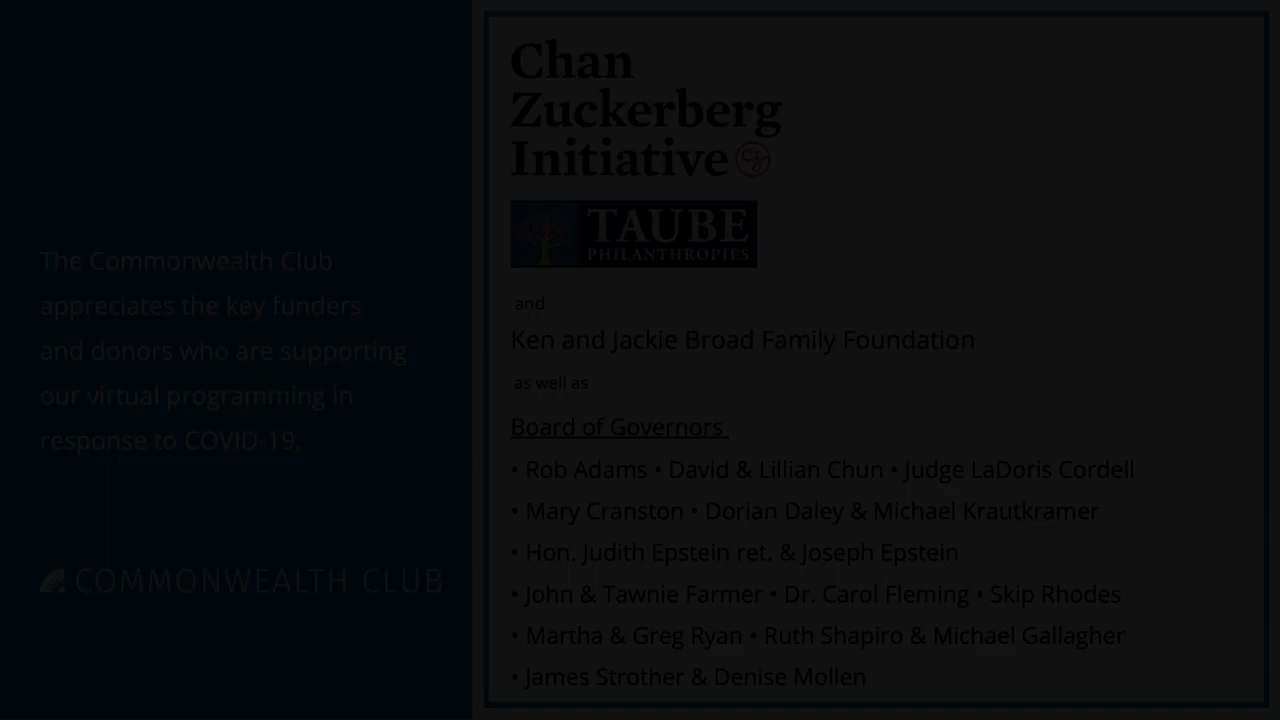 The Commonwealth Club
appreciates the key funders
and donors who are supporting
our virtual programming in
response to COVID-19.
COMMONWEALTH CLUB
Chan
Zuckerberg
Initiative
cz
TAUBE
PHILANTHROPIES
and
Ken and Jackie Broad Family Foundation
as well as
Board of Governors
• Rob Adams • David & Lillian Chun • Judge LaDoris Cordell
• Mary Cranston • Dorian Daley & Michael Krautkramer
• Hon. Judith Epstein ret. & Joseph Epstein
• John & Tawnie Farmer • Dr. Carol Fleming • Skip Rhodes
• Martha & Greg Ryan • Ruth Shapiro & Michael Gallagher
• James Strother & Denise Mollen